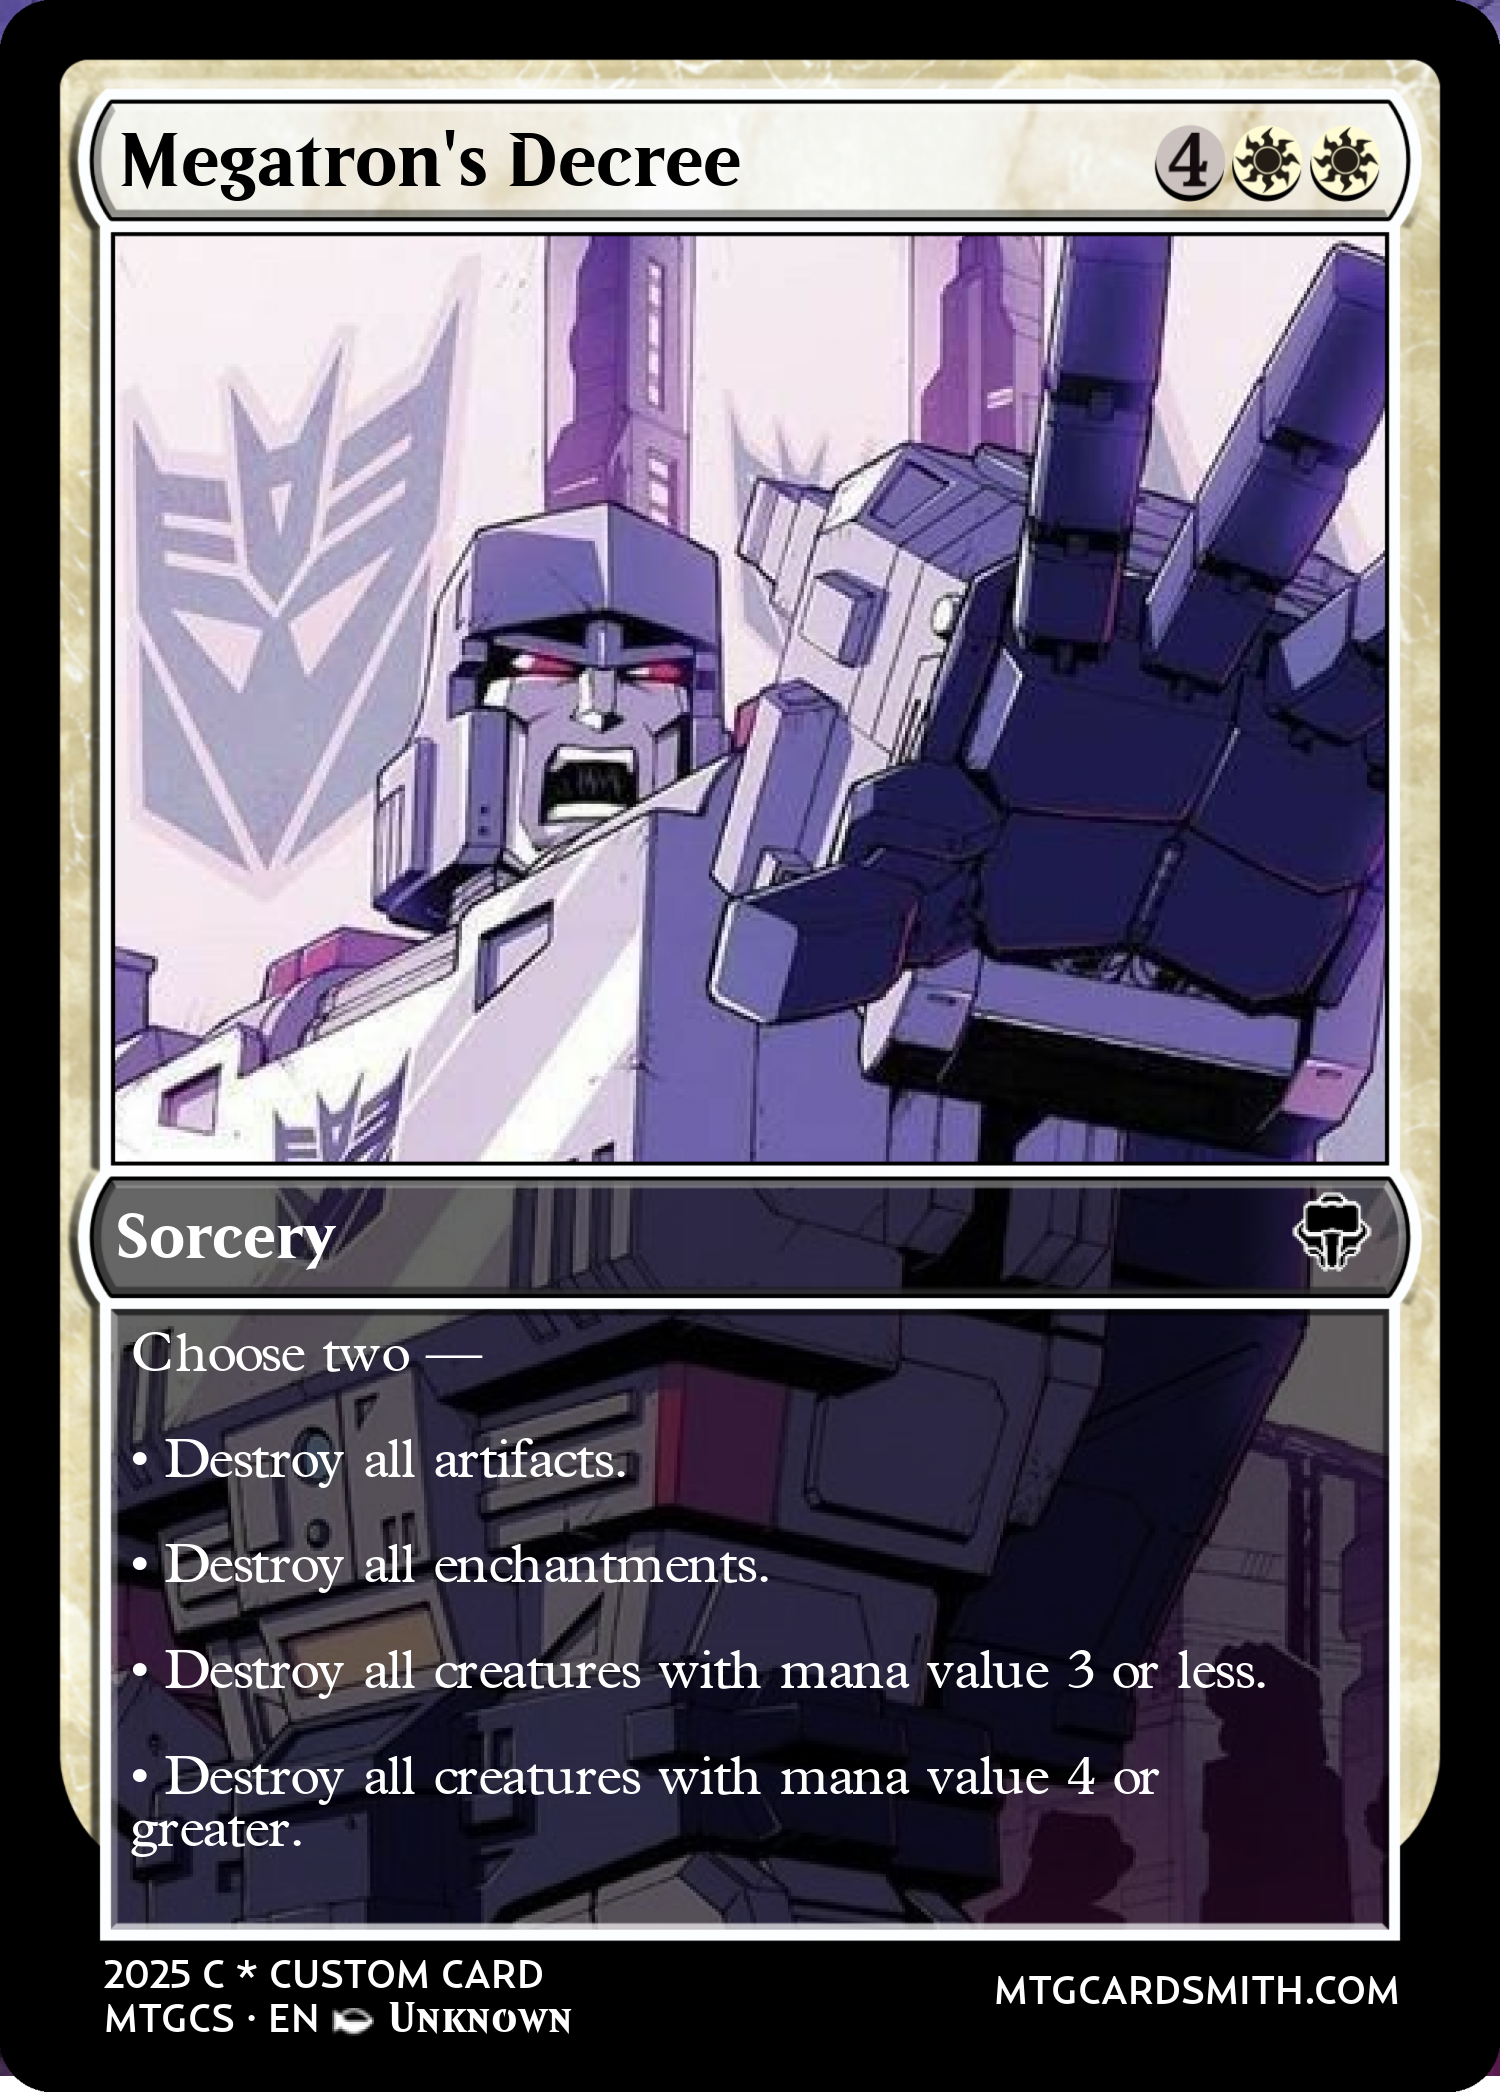 Megatron's Decree 4
Sorcery
Choose two —
• Destroy all artifacts.
• Destroy all enchantments.
• Destroy all creatures with mana value 3 or less.
• Destroy all creatures with mana value 4 or
greater.
2025 C * CUSTOM CARD
MTGCS · EN Unknown
MTGCARDSMITH.COM